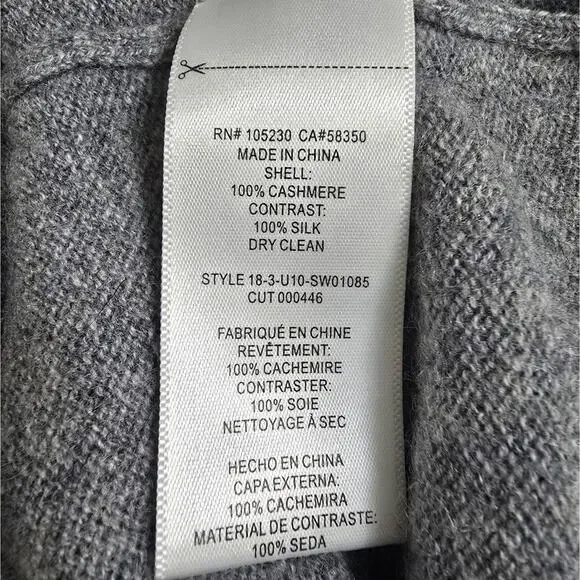 RN# 105230 CA#58350
MADE IN CHINA
SHELL:
100% CASHMERE
CONTRAST:
100% SILK
DRY CLEAN
STYLE 18-3-U10-SW01085
CUT 000446
FABRIQUÉ EN CHINE
REVÊTEMENT:
100% CACHEMIRE
CONTRASTER:
100% SOIE
NETTOYAGE À SEC
HECHO EN CHINA
CAPA EXTERNA:
100% CACHEMIRA
MATERIAL DE CONTRASTE:
100% SEDA